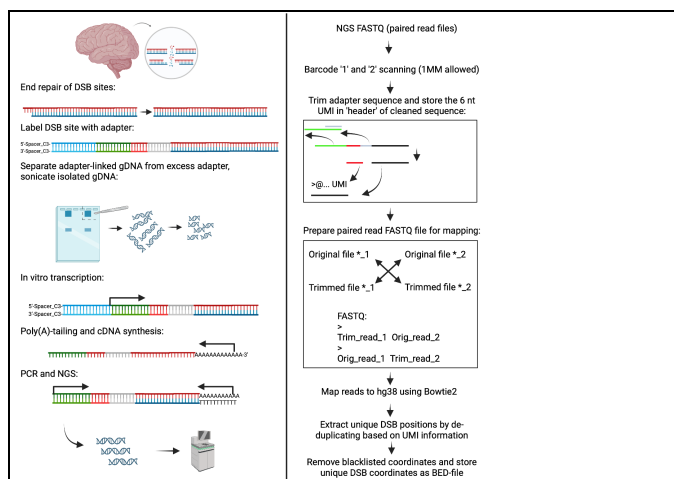 End repair of DSB sites:
Label DSB site with adapter:
5'-Spacer_C3-
3'-Spacer_C3-
Separate adapter-linked gDNA from excess adapter,
sonicate isolated gDNA:
In vitro transcription:
5'-Spacer_C3-
3'-Spacer_C3-
Poly(A)-tailing and cDNA synthesis:
AAAAAAAAAAAAA-3'
PCR and NGS:
AAAAAAAAAA
TTTTTTTTTT
NGS FASTQ (paired read files)
Barcode '1' and '2' scanning (1MM allowed)
Trim adapter sequence and store the 6 nt
UMI in 'header' of cleaned sequence:
>@... UMI
Prepare paired read FASTQ file for mapping:
Original file *_1 Original file *_2
Trimmed file *_1 Trimmed file *_2
FASTQ:
>
Trim_read_1 Orig_read_2
>
Orig_read_1 Trim_read_2
Map reads to hg38 using Bowtie2
Extract unique DSB positions by de-
duplicating based on UMI information
Remove blacklisted coordinates and store
unique DSB coordinates as BED-file